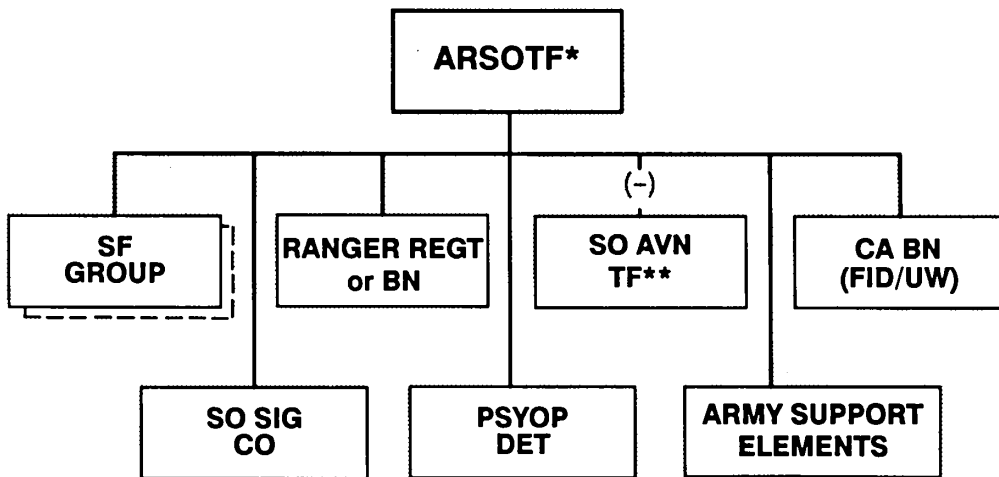 ARSOTF*
(-)
SF
GROUP
RANGER REGT
or BN
SO AVN
TF**
CA BN
(FID/UW)
SO SIG
CO
PSYOP
DET
ARMY SUPPORT
ELEMENTS